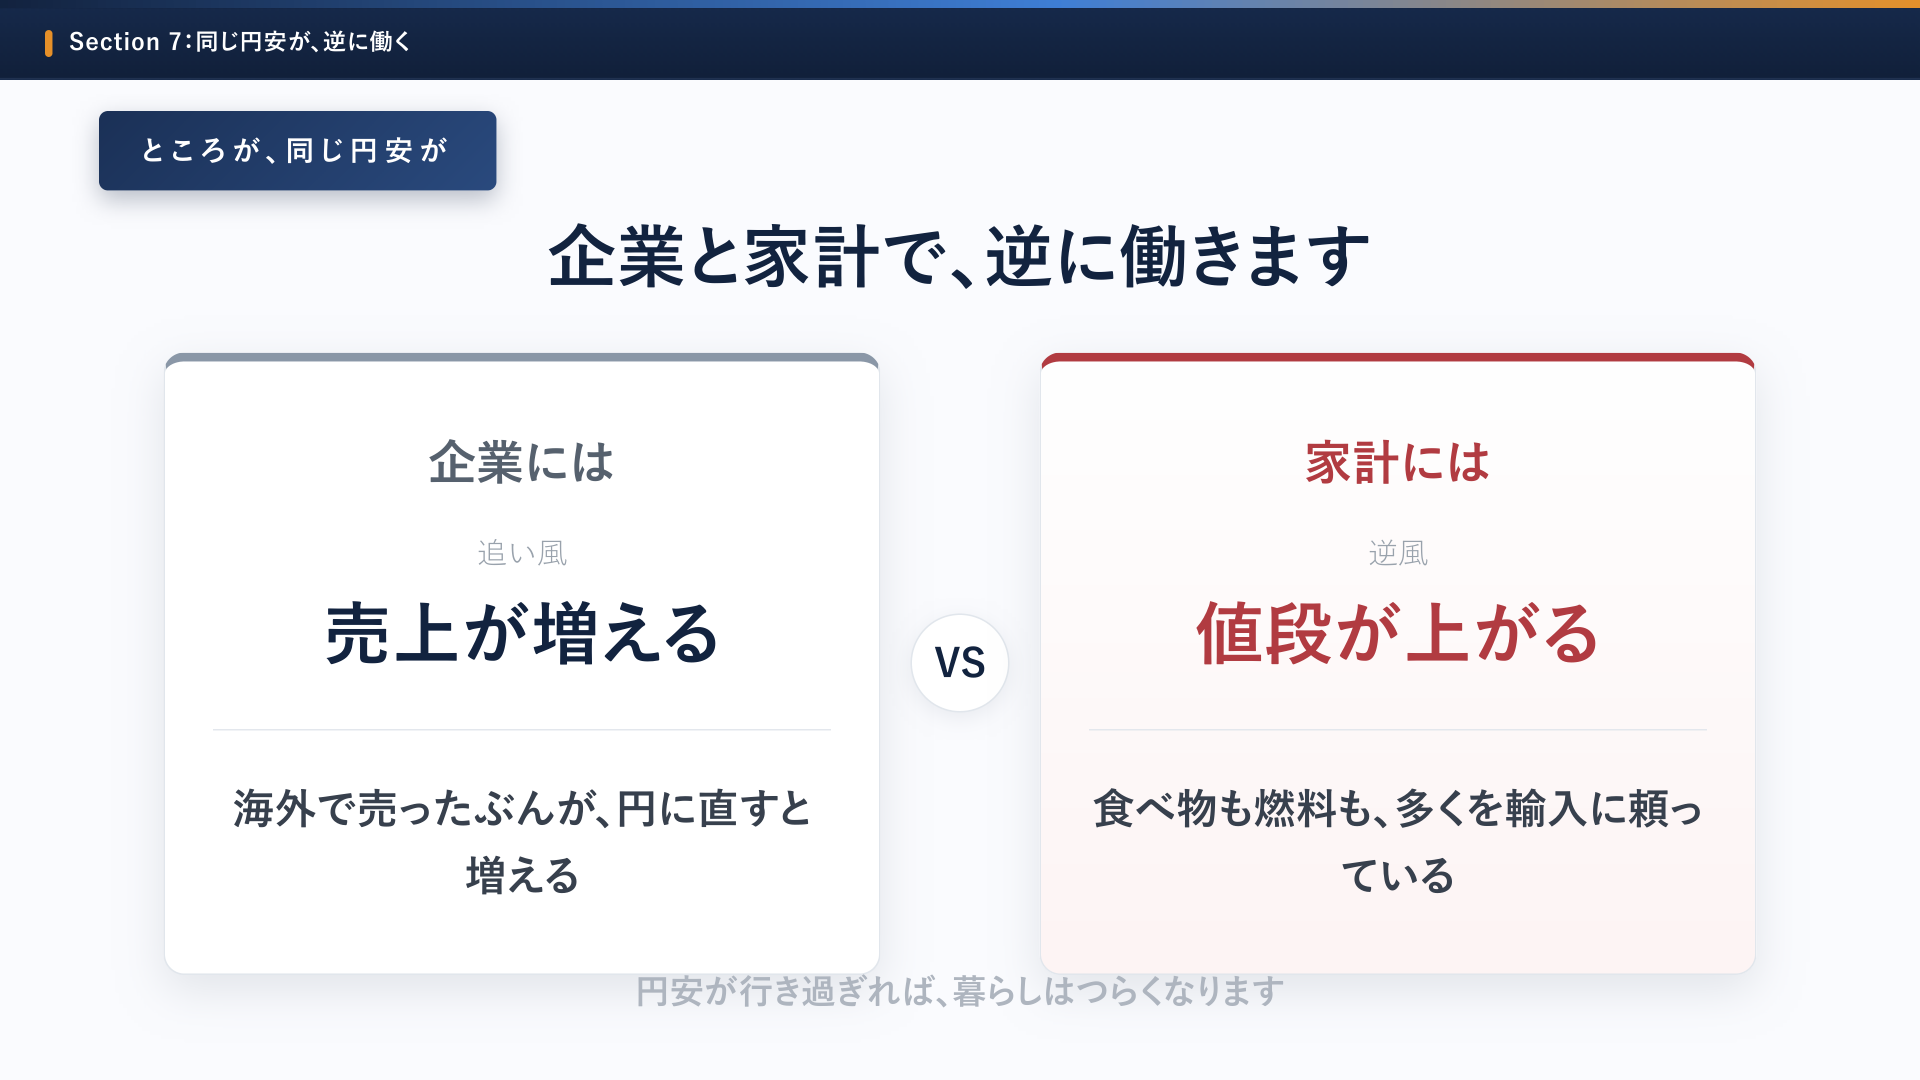 Section 7：同じ円安が、逆に働く
ところが、同じ円安が
企業と家計で、逆に働きます
企業には
追い風
売上が増える
海外で売ったぶんが、円に直すと
増える
VS
家計には
逆風
値段が上がる
食べ物も燃料も、多くを輸入に頼っ
ている
円安が行き過ぎれば、暮らしはつらくなります